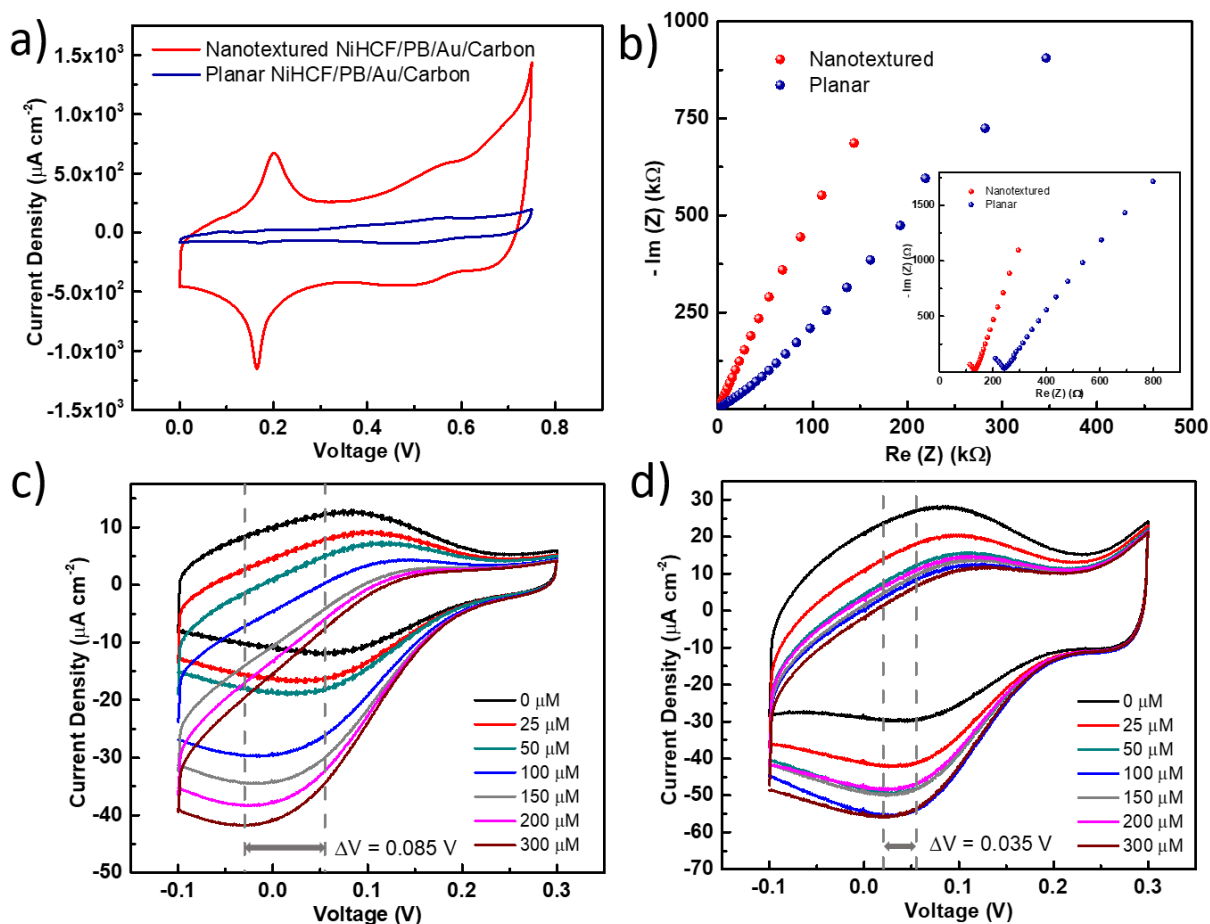 a)
Nanotextured NiHCF/PB/Au/Carbon
Planar NiHCF/PB/Au/Carbon
Current Density (μA cm⁻²)
1.5x10³
1.0x10³
5.0x10²
0.0
-5.0x10²
-1.0x10³
-1.5x10³
0.0 0.2 0.4 0.6 0.8
Voltage (V)
b)
Nanotextured
Planar
- Im (Z) (kΩ)
1000
750
500
250
0 100 200 300 400 500
Re (Z) (kΩ)
Nanotextured
Planar
- Im (Z) (Ω)
1500
1000
500
0 200 400 600 800
Re (Z) (Ω)
c)
Current Density (μA cm⁻²)
10
0
-10
-20
-30
-40
-50
0 μM
25 μM
50 μM
100 μM
150 μM
200 μM
300 μM
ΔV = 0.085 V
-0.1 0.0 0.1 0.2 0.3
Voltage (V)
d)
Current Density (μA cm⁻²)
30
20
10
0
-10
-20
-30
-40
-50
-60
-70
0 μM
25 μM
50 μM
100 μM
150 μM
200 μM
300 μM
ΔV = 0.035 V
-0.1 0.0 0.1 0.2 0.3
Voltage (V)